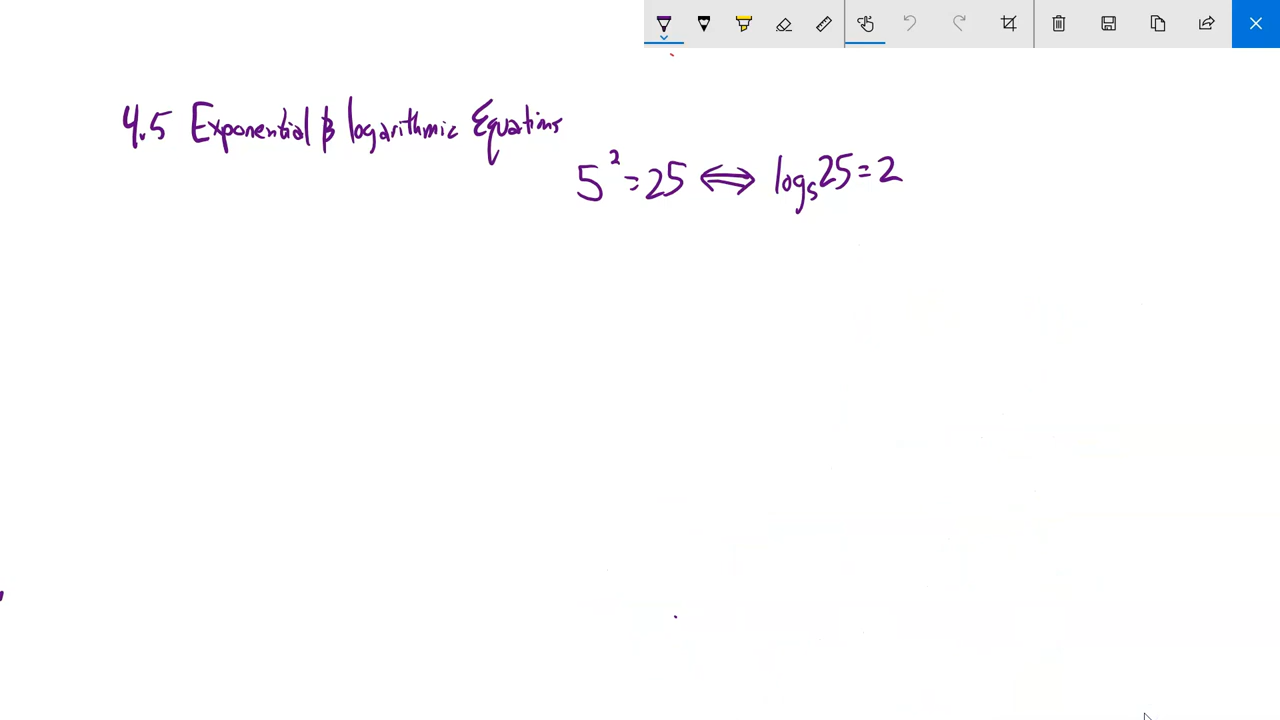 4.5 Exponential & logarithmic Equations
5² = 25 ⟺ log₅25 = 2